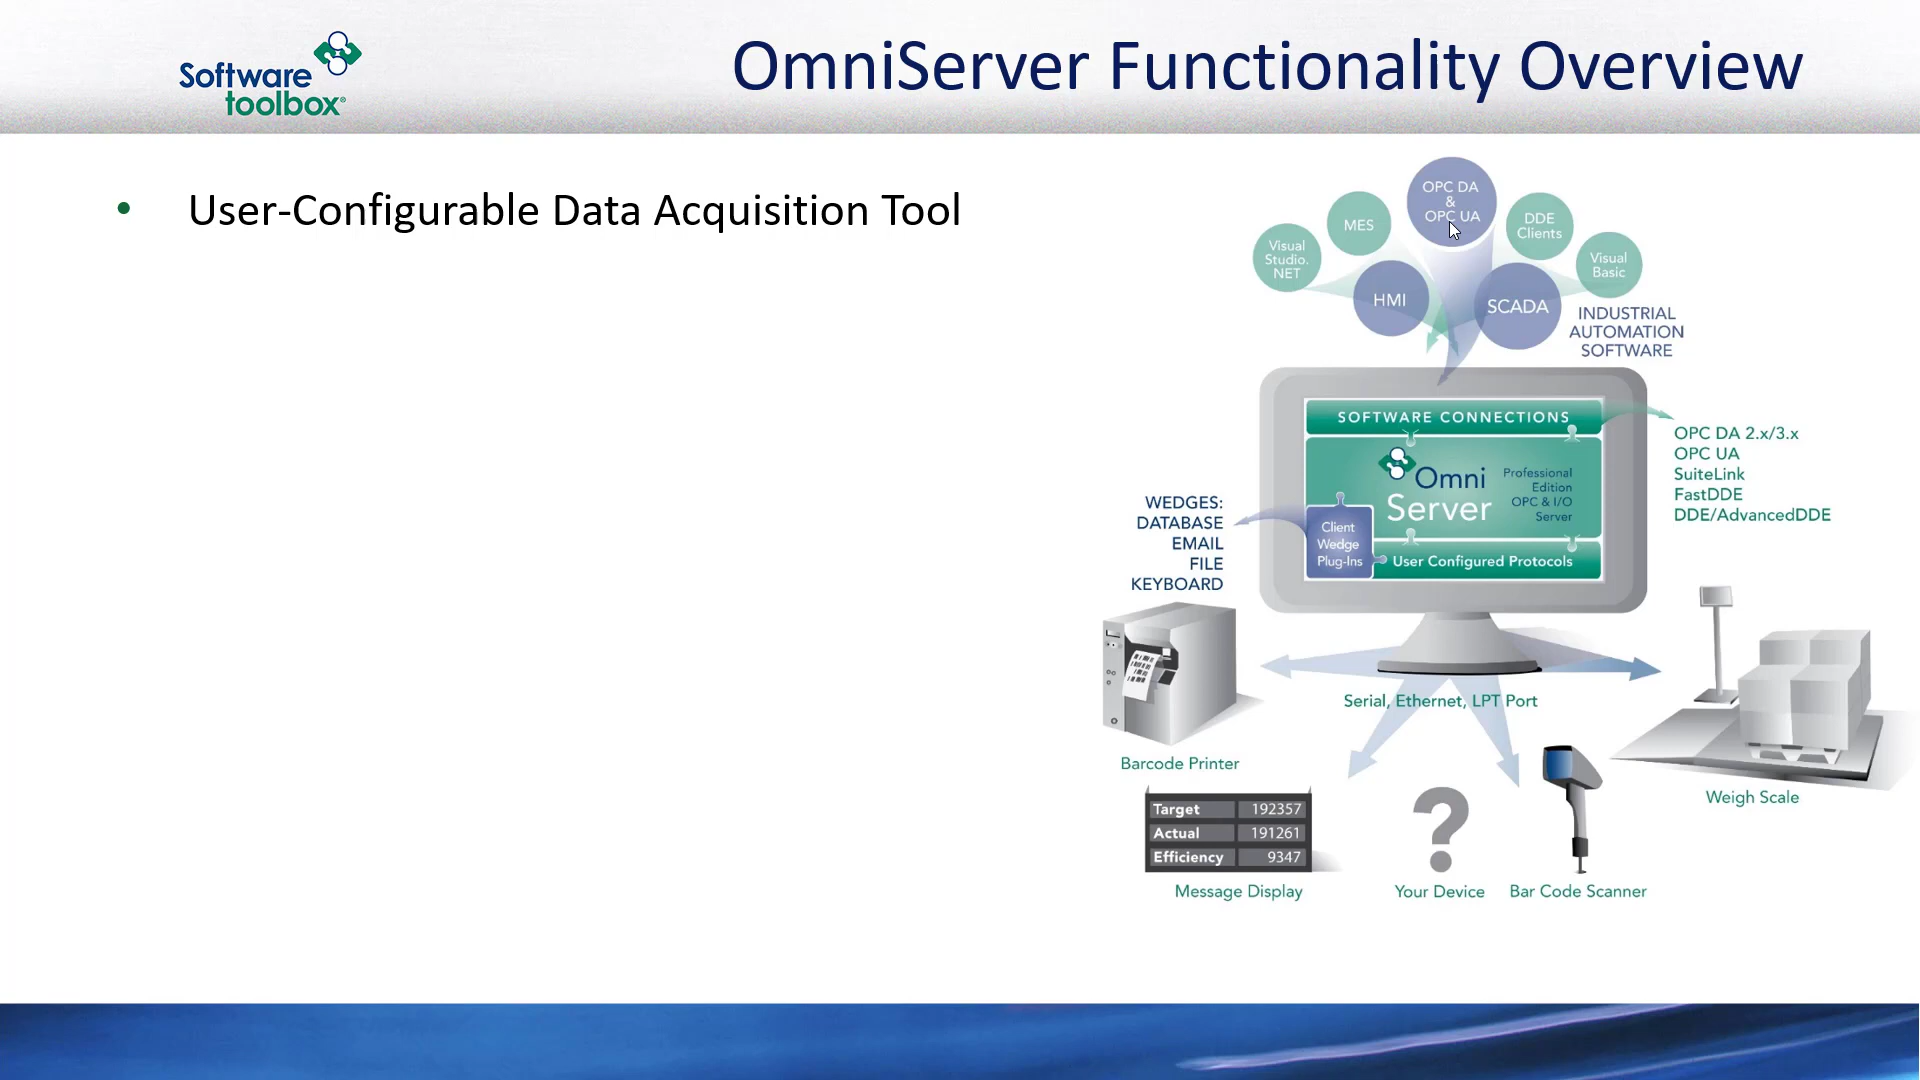 Software
toolbox®
OmniServer Functionality Overview
• User-Configurable Data Acquisition Tool
OPC DA
&
OPC UA
MES
DDE
Clients
Visual
Studio.
NET
Visual
Basic
HMI
SCADA
INDUSTRIAL
AUTOMATION
SOFTWARE
SOFTWARE CONNECTIONS
Omni
Server
Professional
Edition
OPC & I/O
Server
Client
Wedge
Plug-Ins
User Configured Protocols
OPC DA 2.x/3.x
OPC UA
SuiteLink
FastDDE
DDE/AdvancedDDE
WEDGES:
DATABASE
EMAIL
FILE
KEYBOARD
Serial, Ethernet, LPT Port
Barcode Printer
Weigh Scale
Target 192357
Actual 191261
Efficiency 9347
Message Display
?
Your Device
Bar Code Scanner